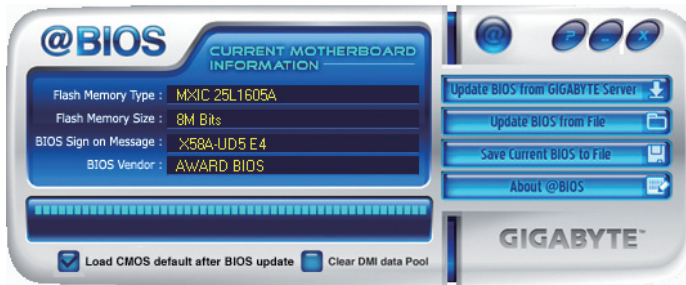 @BIOS
CURRENT MOTHERBOARD
INFORMATION
Flash Memory Type : MXIC 25L1605A
Flash Memory Size : 8M Bits
BIOS Sign on Message : X58A-UD5 E4
BIOS Vendor : AWARD BIOS
Load CMOS default after BIOS update
Clear DMI data Pool
@
? _ X
Update BIOS from GIGABYTE Server
Update BIOS from File
Save Current BIOS to File
About @BIOS
GIGABYTE™